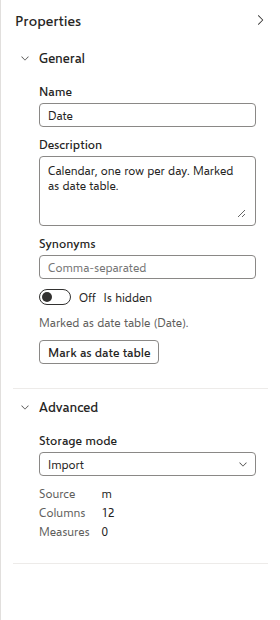 Properties
General
Name
Date
Description
Calendar, one row per day. Marked
as date table.
Synonyms
Comma-separated
Off Is hidden
Marked as date table (Date).
Mark as date table
Advanced
Storage mode
Import
Source m
Columns 12
Measures 0